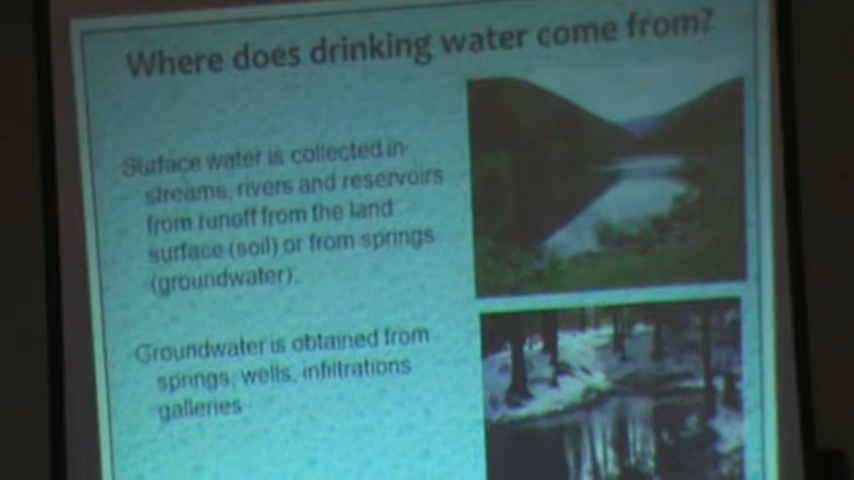 Where does drinking water come from?
Surface water is collected in
streams, rivers and reservoirs
from runoff from the land
surface (soil) or from springs
(groundwater).
Groundwater is obtained from
springs, wells, infiltrations
galleries